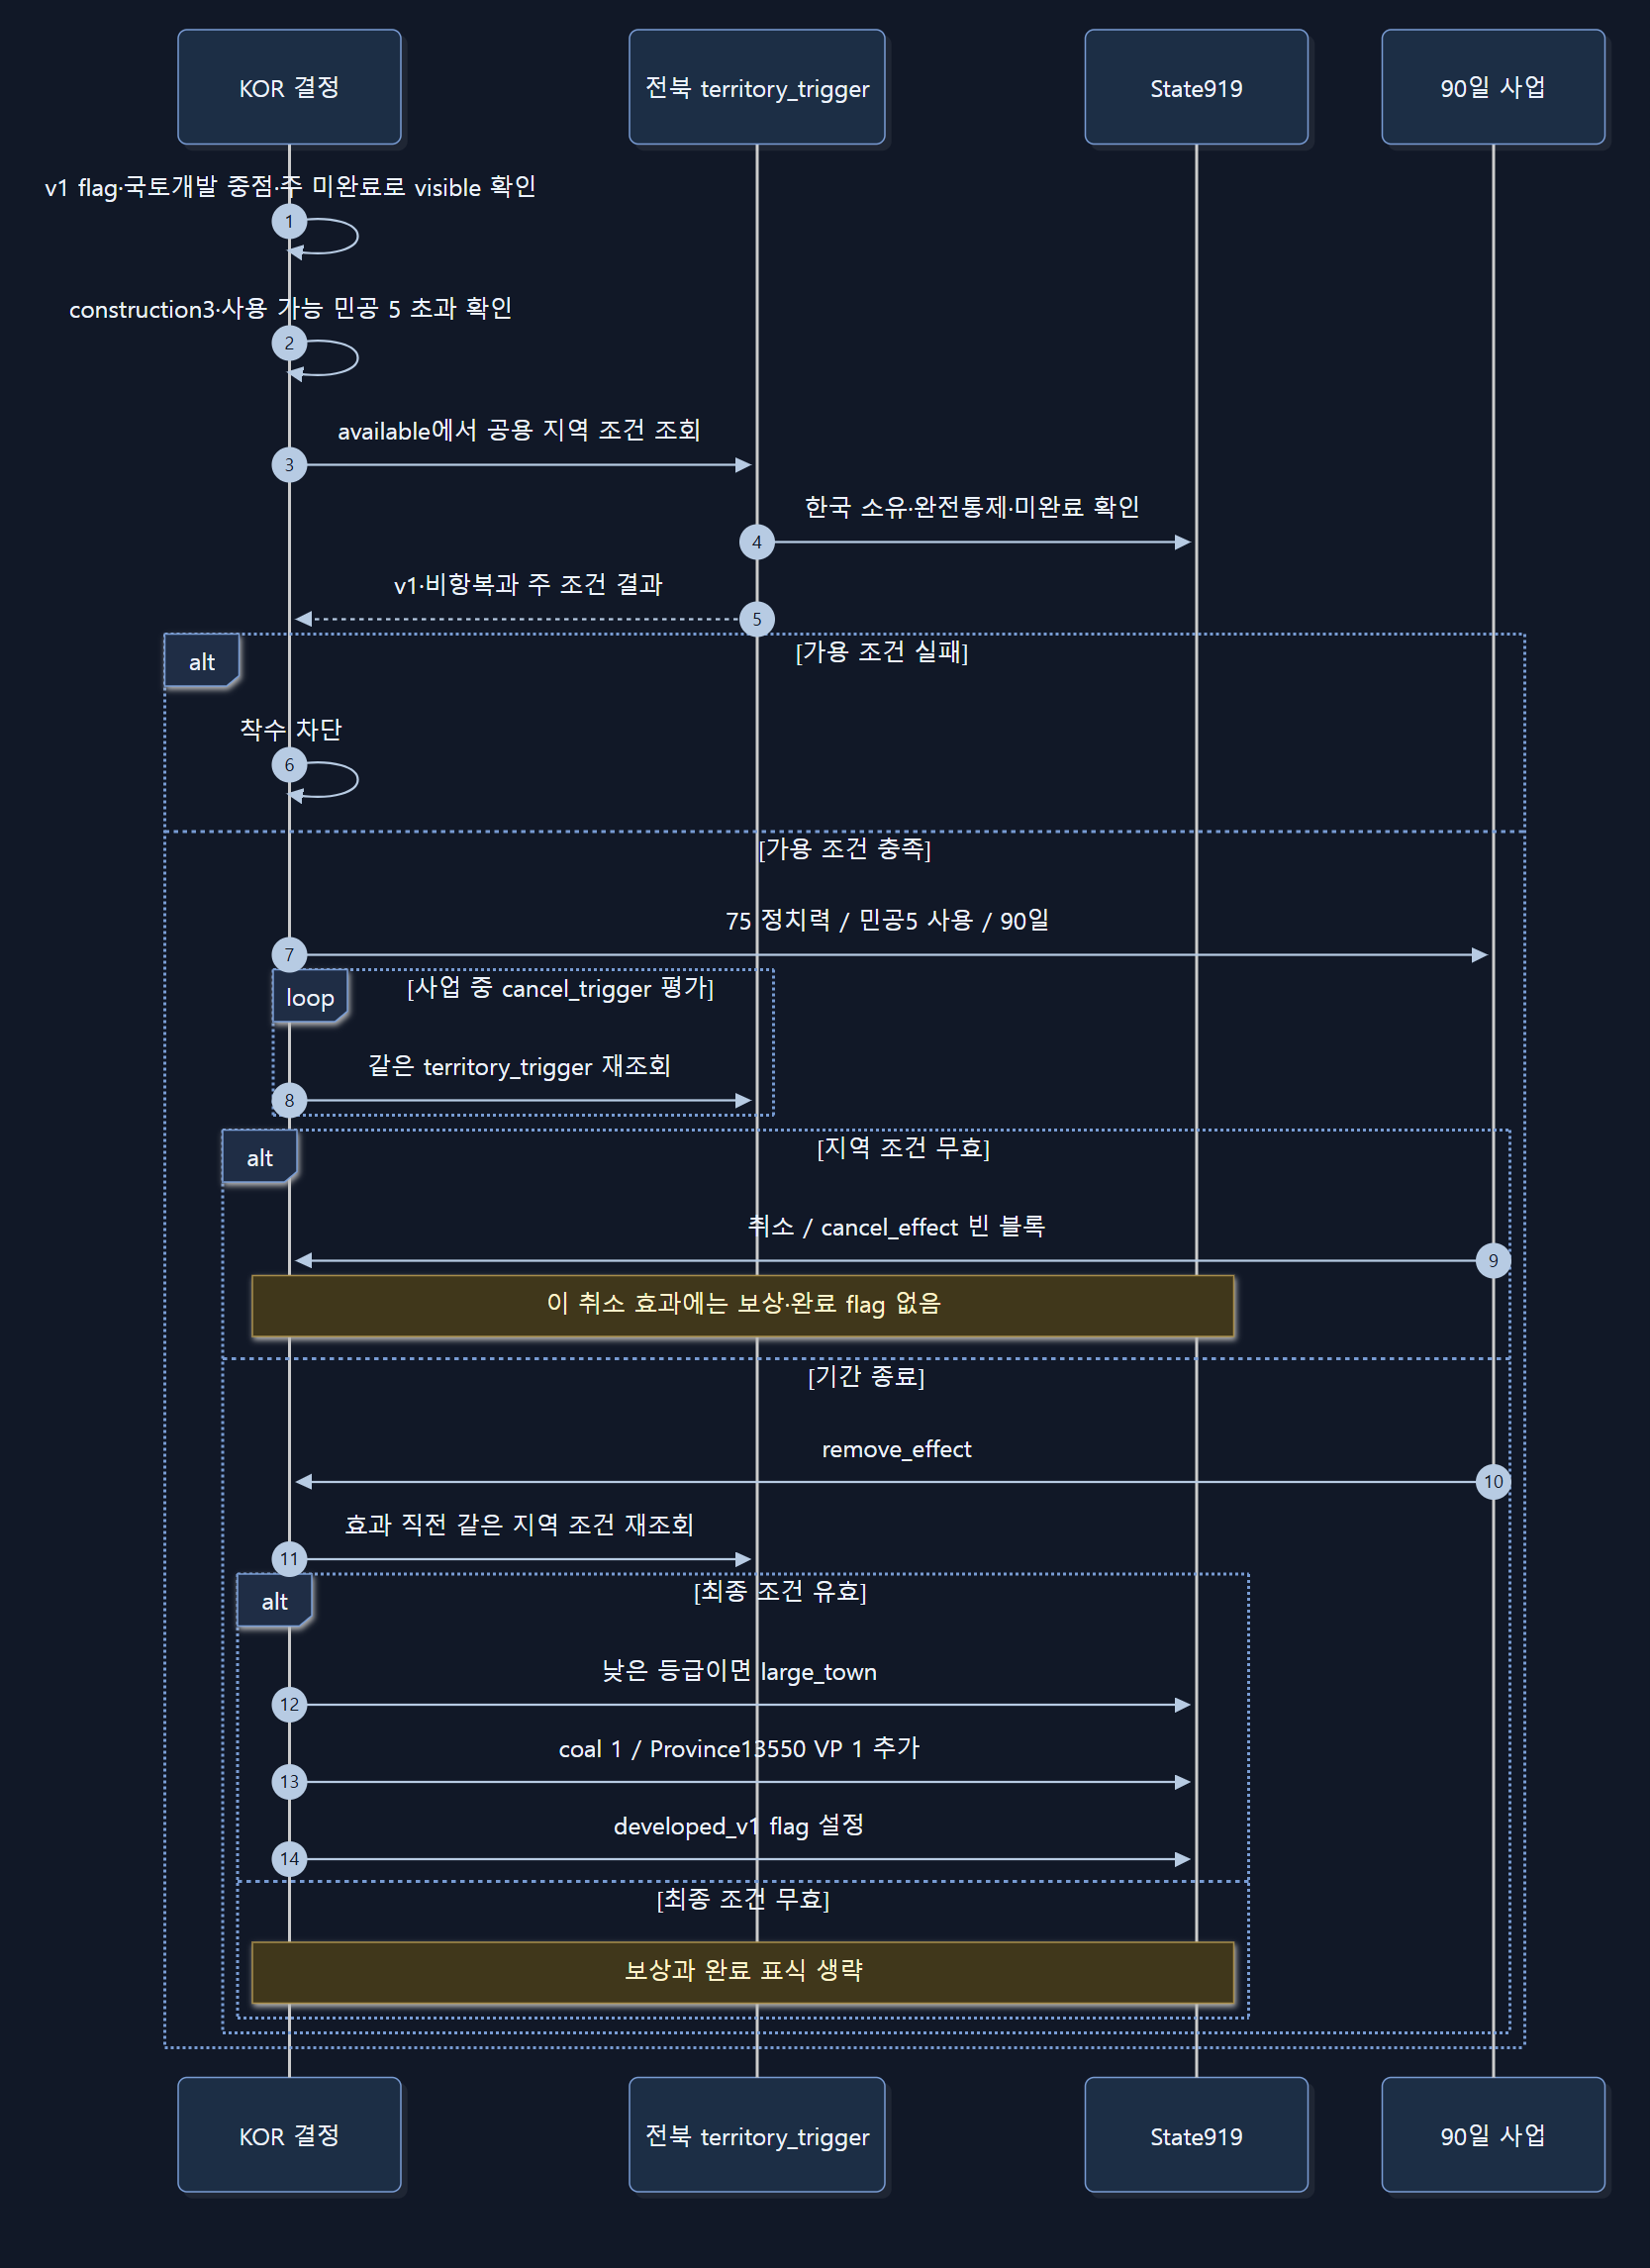 KOR 결정
전북 territory_trigger
State919
90일 사업
v1 flag·국토개발 중점·주 미완료로 visible 확인
1
construction3·사용 가능 민공 5 초과 확인
2
available에서 공용 지역 조건 조회
3
한국 소유·완전통제·미완료 확인
4
v1·비항복과 주 조건 결과
5
alt
[가용 조건 실패]
착수 차단
6
[가용 조건 충족]
75 정치력 / 민공5 사용 / 90일
7
loop
[사업 중 cancel_trigger 평가]
같은 territory_trigger 재조회
8
alt
[지역 조건 무효]
취소 / cancel_effect 빈 블록
9
이 취소 효과에는 보상·완료 flag 없음
[기간 종료]
remove_effect
10
효과 직전 같은 지역 조건 재조회
11
alt
[최종 조건 유효]
낮은 등급이면 large_town
12
coal 1 / Province13550 VP 1 추가
13
developed_v1 flag 설정
14
[최종 조건 무효]
보상과 완료 표식 생략
KOR 결정
전북 territory_trigger
State919
90일 사업